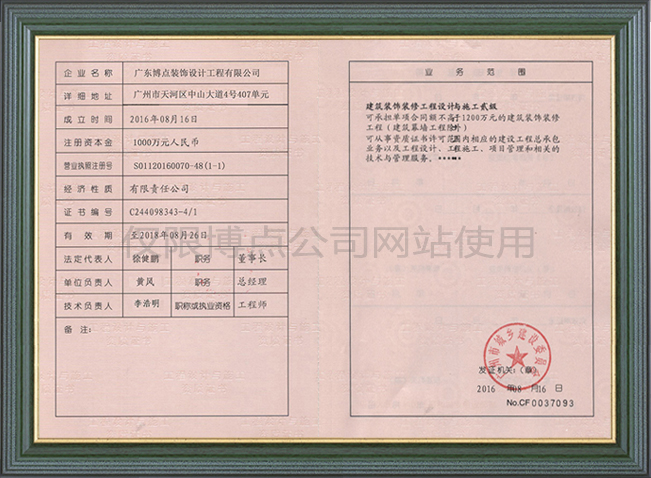 企业名称 广东博点装饰设计工程有限公司
详细地址 广州市天河区中山大道4号407单元
成立时间 2016年08月16日
注册资本金 1000万元人民币
营业执照注册号 S01120160070-48(1-1)
经济性质 有限责任公司
证书编号 C244098343-4/1
有效期 至2018年08月26日
法定代表人 徐健鹏 职务 董事长
单位负责人 黄风 职务 总经理
技术负责人 李浩明 职称或执业资格 工程师
备注：
业务范围
建筑装饰装修工程设计与施工贰级
可承担单项合同额不高于1200万元的建筑装饰装修
工程（建筑幕墙工程除外）
可从事资质证书许可范围内相应的建设工程总承包
业务以及工程设计、工程施工、项目管理和相关的
技术与管理服务。******
广州市城乡建设委员会
发证机关：（章）
2016 年08 月16 日
No.CF0037093
仅限博点公司网站使用